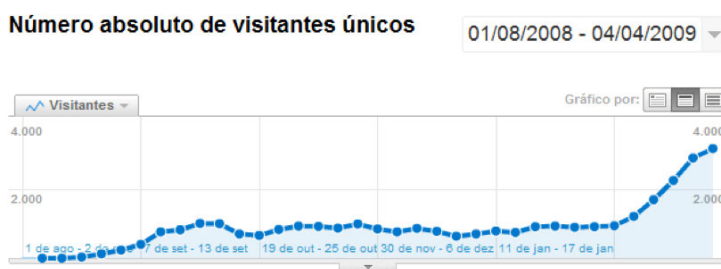 Número absoluto de visitantes únicos
01/08/2008 - 04/04/2009
Visitantes
Gráfico por:
4.000
4.000
2.000
2.000
1 de ago - 2 de 7 de set - 13 de set 19 de out - 25 de out 30 de nov - 6 de dez 11 de jan - 17 de jan